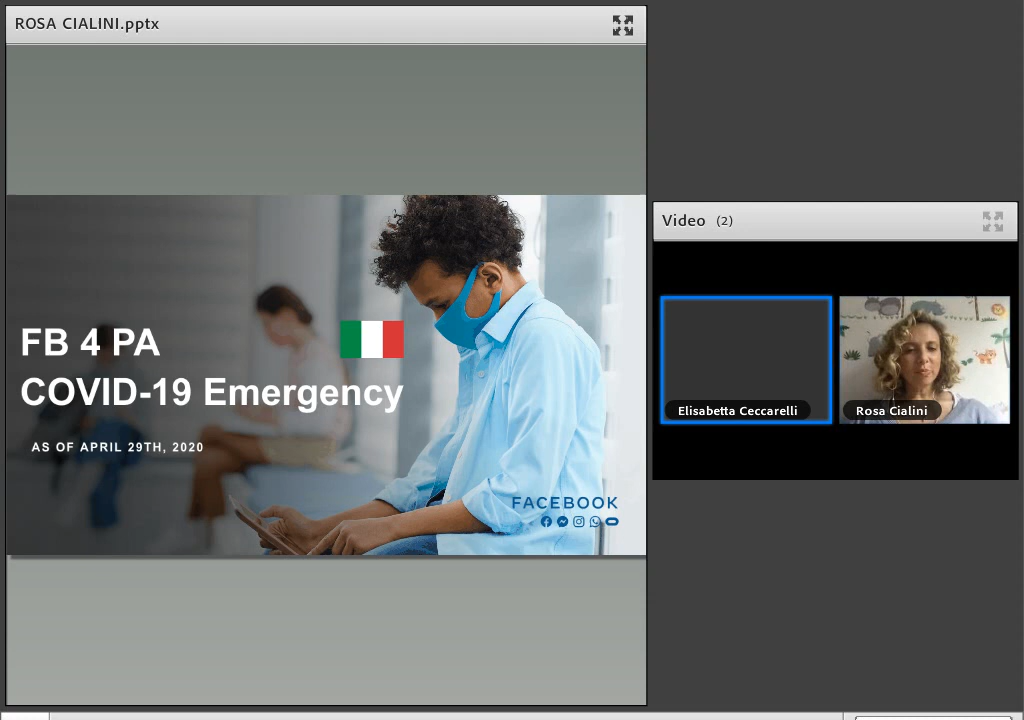 ROSA CIALINI.pptx
FB 4 PA
COVID-19 Emergency
AS OF APRIL 29TH, 2020
FACEBOOK
Video (2)
Elisabetta Ceccarelli
Rosa Cialini